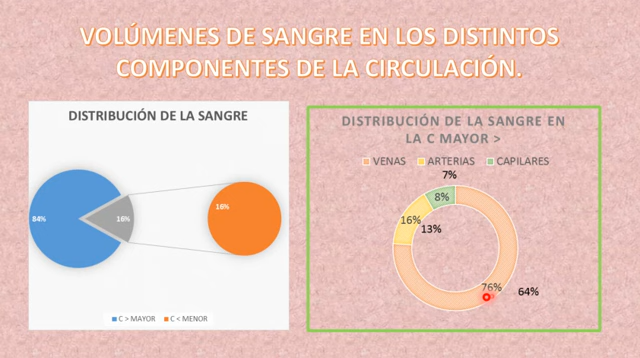 VOLÚMENES DE SANGRE EN LOS DISTINTOS
COMPONENTES DE LA CIRCULACIÓN.
DISTRIBUCIÓN DE LA SANGRE
84%
16%
16%
C > MAYOR C < MENOR
DISTRIBUCIÓN DE LA SANGRE EN
LA C MAYOR >
VENAS ARTERIAS CAPILARES
7%
8%
16%
13%
76%
64%